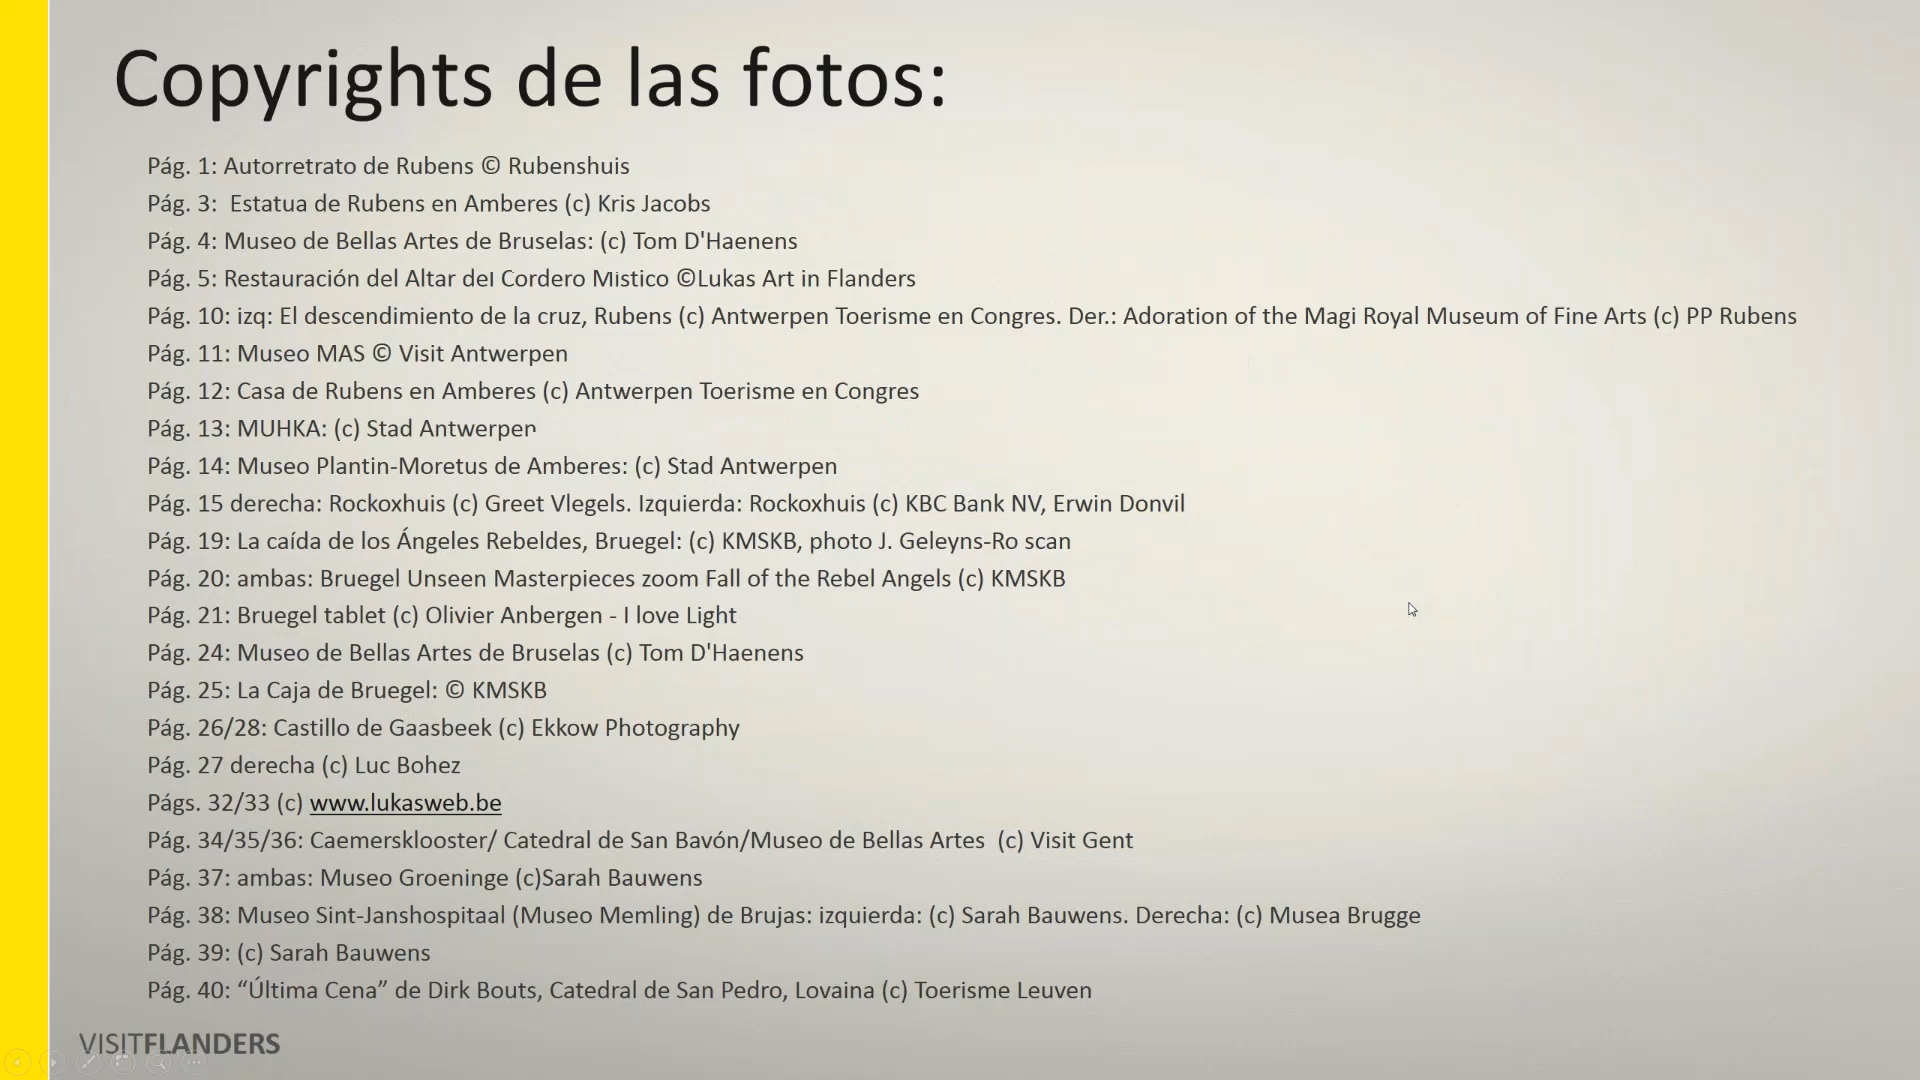 Copyrights de las fotos:
Pág. 1: Autorretrato de Rubens © Rubenshuis
Pág. 3:  Estatua de Rubens en Amberes (c) Kris Jacobs
Pág. 4: Museo de Bellas Artes de Bruselas: (c) Tom D'Haenens
Pág. 5: Restauración del Altar del Cordero Místico ©Lukas Art in Flanders
Pág. 10: izq: El descendimiento de la cruz, Rubens (c) Antwerpen Toerisme en Congres. Der.: Adoration of the Magi Royal Museum of Fine Arts (c) PP Rubens
Pág. 11: Museo MAS © Visit Antwerpen
Pág. 12: Casa de Rubens en Amberes (c) Antwerpen Toerisme en Congres
Pág. 13: MUHKA: (c) Stad Antwerpen
Pág. 14: Museo Plantin-Moretus de Amberes: (c) Stad Antwerpen
Pág. 15 derecha: Rockoxhuis (c) Greet Vlegels. Izquierda: Rockoxhuis (c) KBC Bank NV, Erwin Donvil
Pág. 19: La caída de los Ángeles Rebeldes, Bruegel: (c) KMSKB, photo J. Geleyns-Ro scan
Pág. 20: ambas: Bruegel Unseen Masterpieces zoom Fall of the Rebel Angels (c) KMSKB
Pág. 21: Bruegel tablet (c) Olivier Anbergen - I love Light
Pág. 24: Museo de Bellas Artes de Bruselas (c) Tom D'Haenens
Pág. 25: La Caja de Bruegel: © KMSKB
Pág. 26/28: Castillo de Gaasbeek (c) Ekkow Photography
Pág. 27 derecha (c) Luc Bohez
Págs. 32/33 (c) www.lukasweb.be
Pág. 34/35/36: Caemersklooster/ Catedral de San Bavón/Museo de Bellas Artes  (c) Visit Gent
Pág. 37: ambas: Museo Groeninge (c)Sarah Bauwens
Pág. 38: Museo Sint-Janshospitaal (Museo Memling) de Brujas: izquierda: (c) Sarah Bauwens. Derecha: (c) Musea Brugge
Pág. 39: (c) Sarah Bauwens
Pág. 40: “Última Cena” de Dirk Bouts, Catedral de San Pedro, Lovaina (c) Toerisme Leuven
VISITFLANDERS